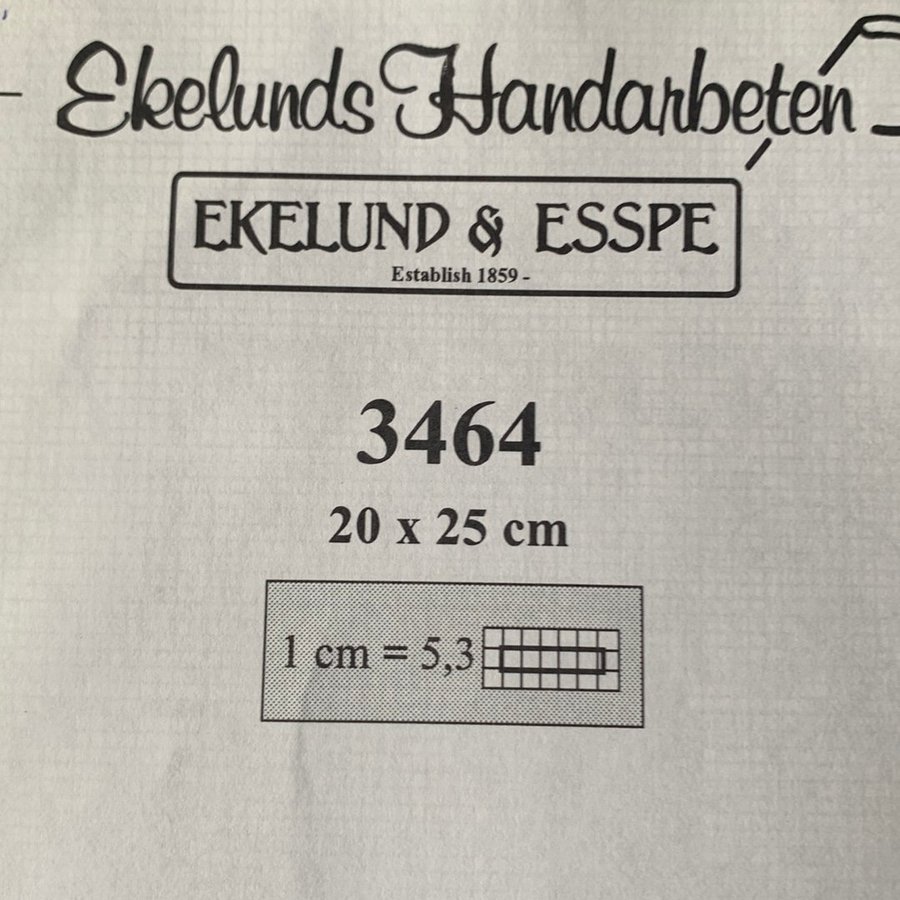 Ekelunds Handarbeten
EKELUND & ESSPE
Establish 1859 -
3464
20 x 25 cm
1 cm = 5,3